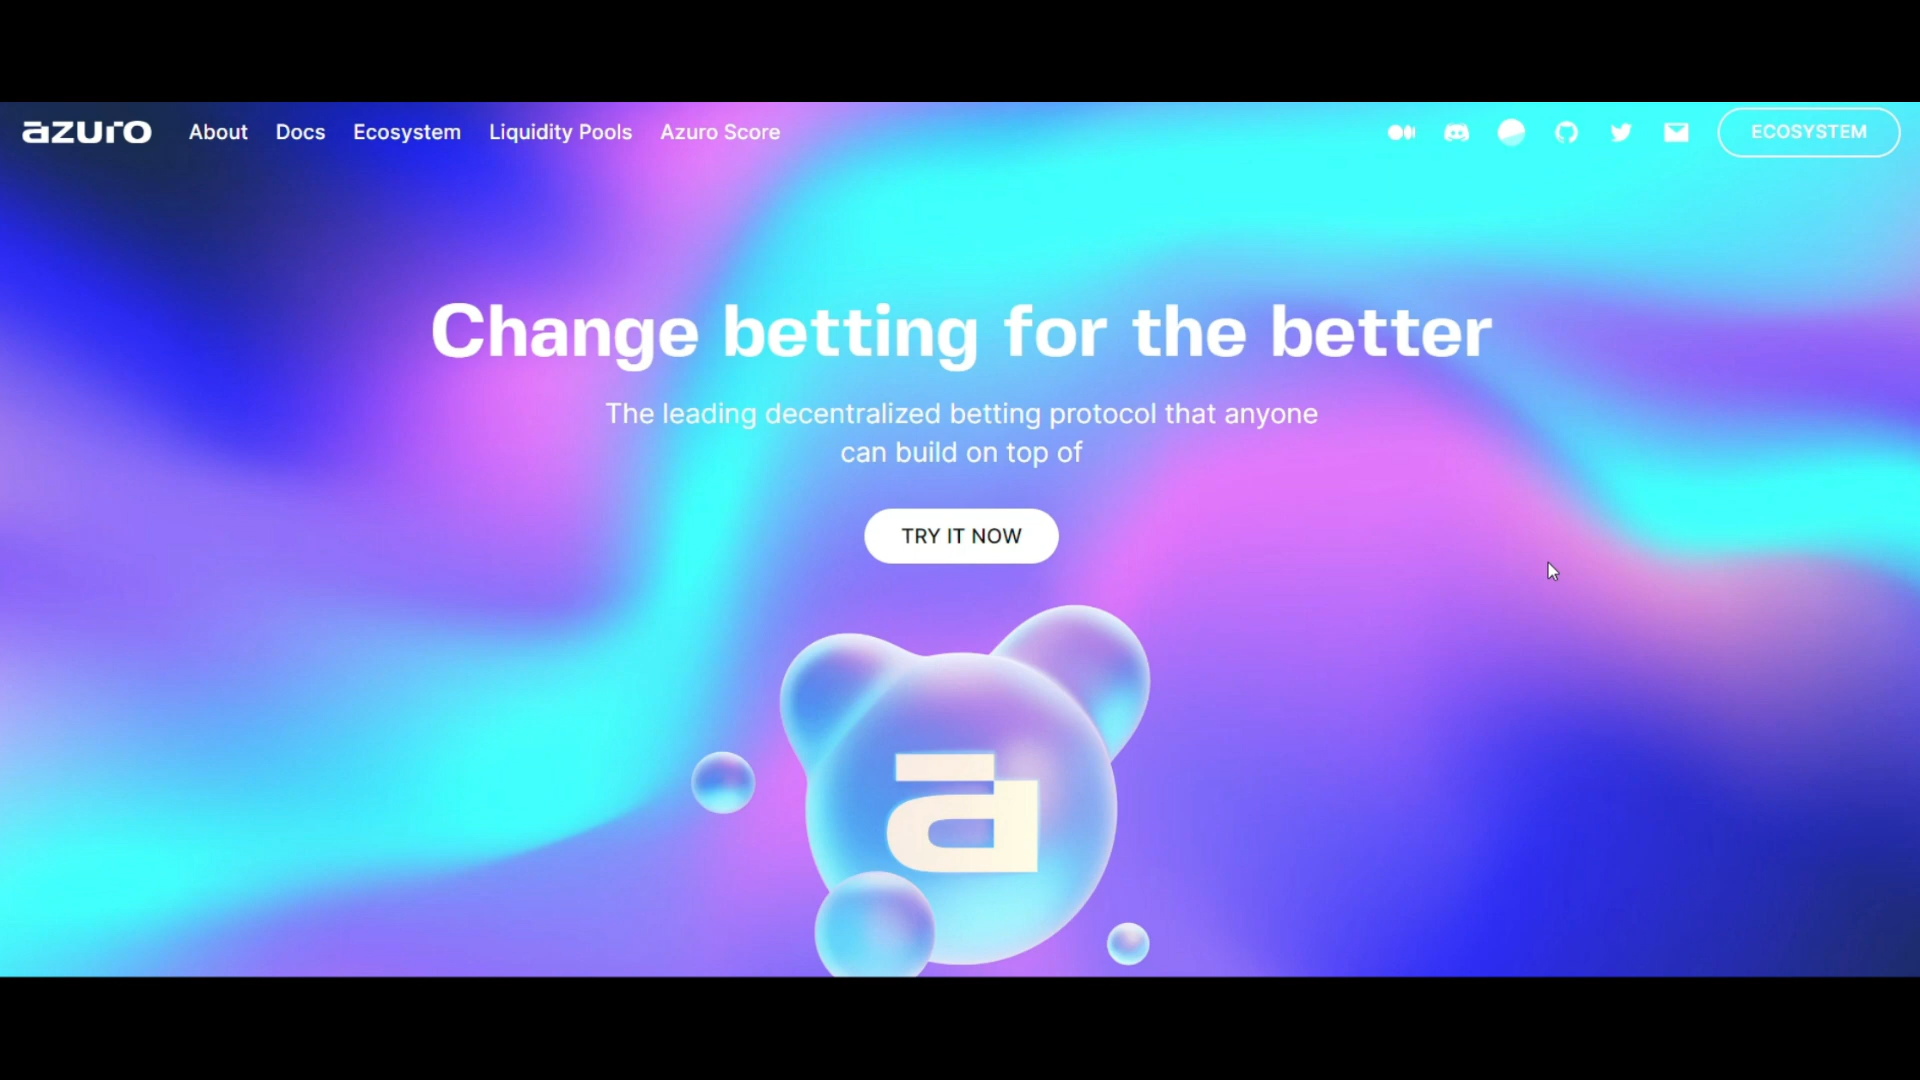 azuro About Docs Ecosystem Liquidity Pools Azuro Score ECOSYSTEM
Change betting for the better
The leading decentralized betting protocol that anyone
can build on top of
TRY IT NOW
a